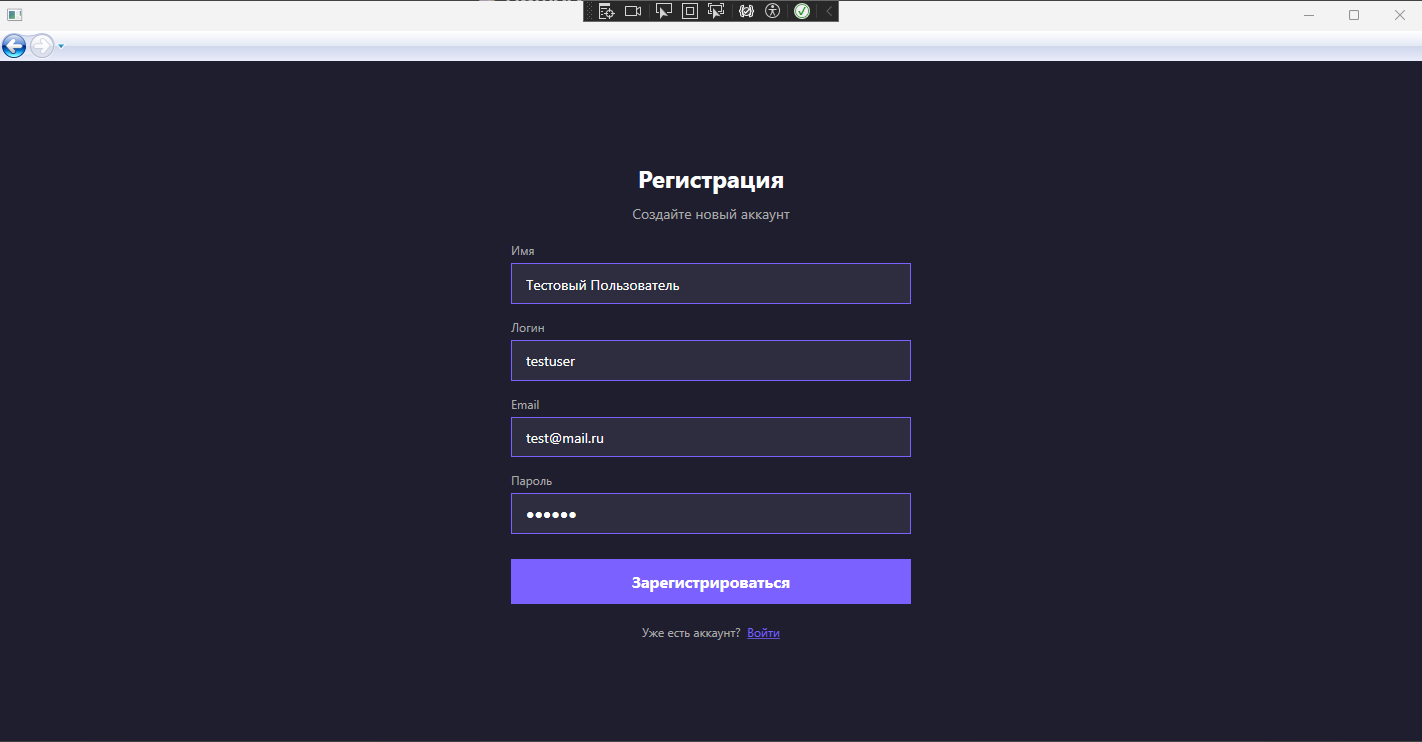 Регистрация
Создайте новый аккаунт
Имя
Тестовый Пользователь
Логин
testuser
Email
test@mail.ru
Пароль
●●●●●●
Зарегистрироваться
Уже есть аккаунт? Войти